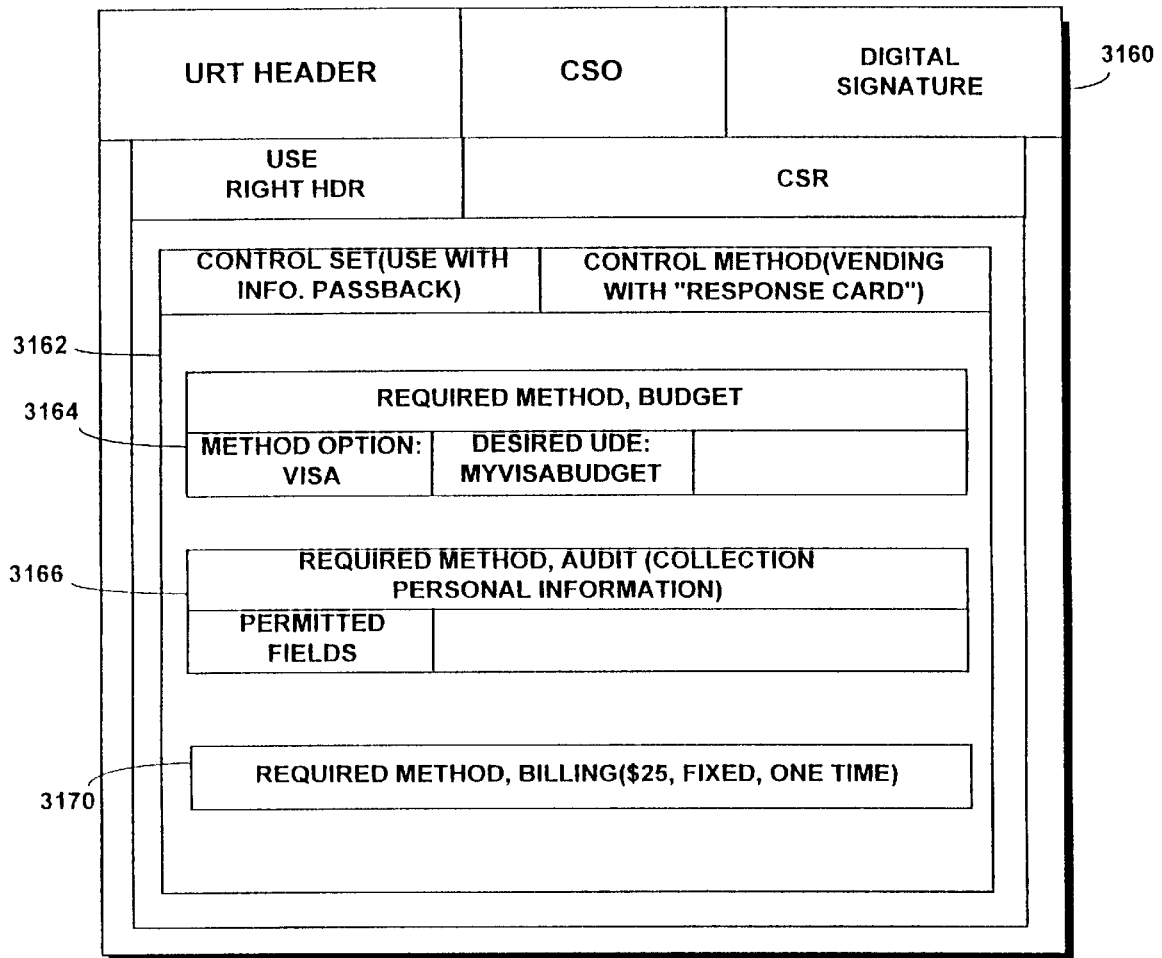 URT HEADER
CSO
DIGITAL
SIGNATURE
3160
USE
RIGHT HDR
CSR
CONTROL SET(USE WITH
INFO. PASSBACK)
CONTROL METHOD(VENDING
WITH "RESPONSE CARD")
3162
REQUIRED METHOD, BUDGET
3164
METHOD OPTION:
VISA
DESIRED UDE:
MYVISABUDGET
REQUIRED METHOD, AUDIT (COLLECTION
PERSONAL INFORMATION)
3166
PERMITTED
FIELDS
REQUIRED METHOD, BILLING($25, FIXED, ONE TIME)
3170